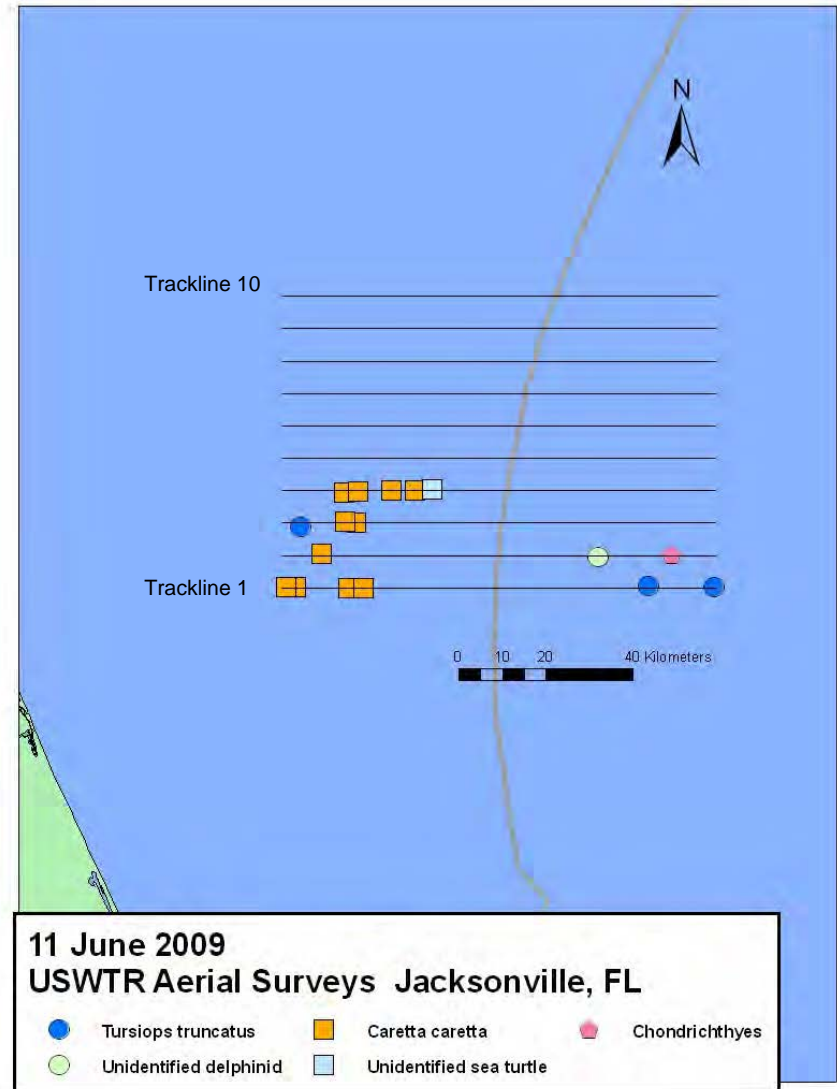 N
Trackline 10
Trackline 1
0 10 20 40 Kilometers
11 June 2009
USWTR Aerial Surveys Jacksonville, FL
Tursiops truncatus Caretta caretta Chondrichthyes
Unidentified delphinid Unidentified sea turtle